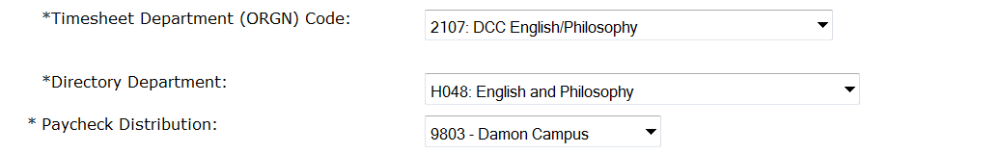 *Timesheet Department (ORGN) Code: 2107: DCC English/Philosophy
*Directory Department: H048: English and Philosophy
* Paycheck Distribution: 9803 - Damon Campus